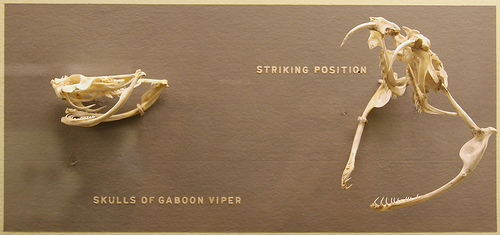 STRIKING POSITION
SKULLS OF GABOON VIPER